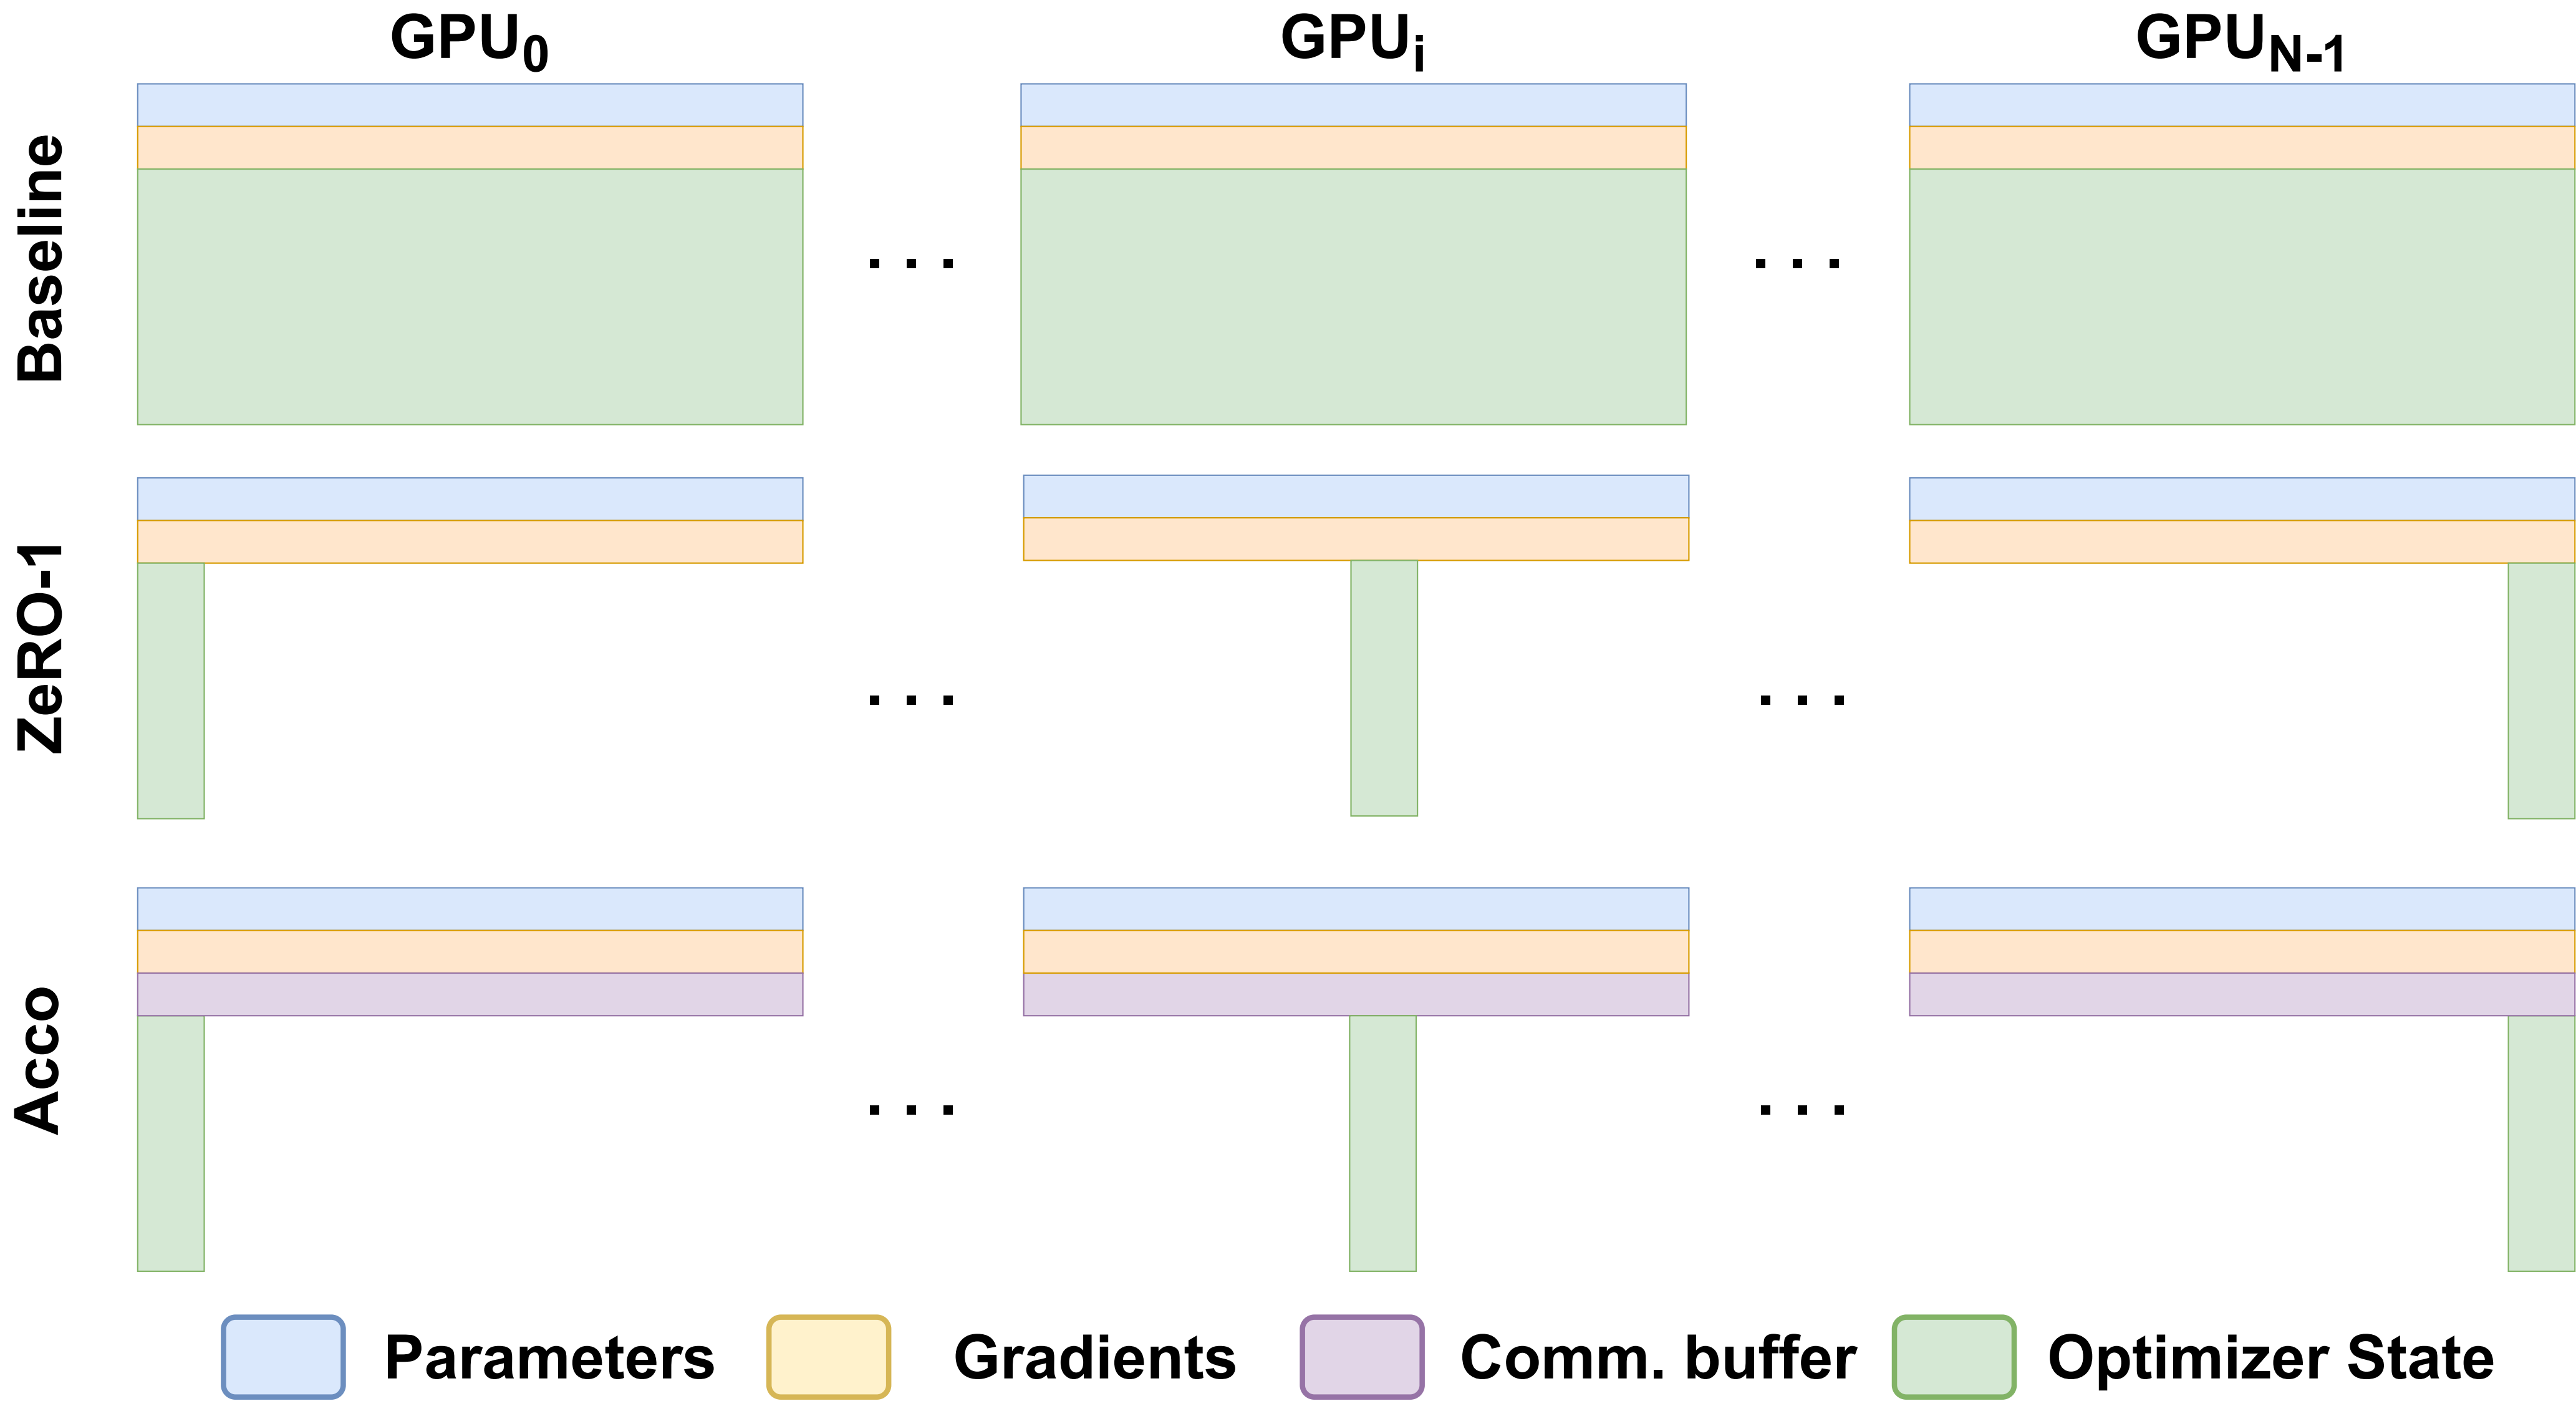 GPU0 GPUi GPUN-1
Baseline
. . . . . .
ZeRO-1
. . . . . .
Acco
. . . . . .
Parameters Gradients Comm. buffer Optimizer State